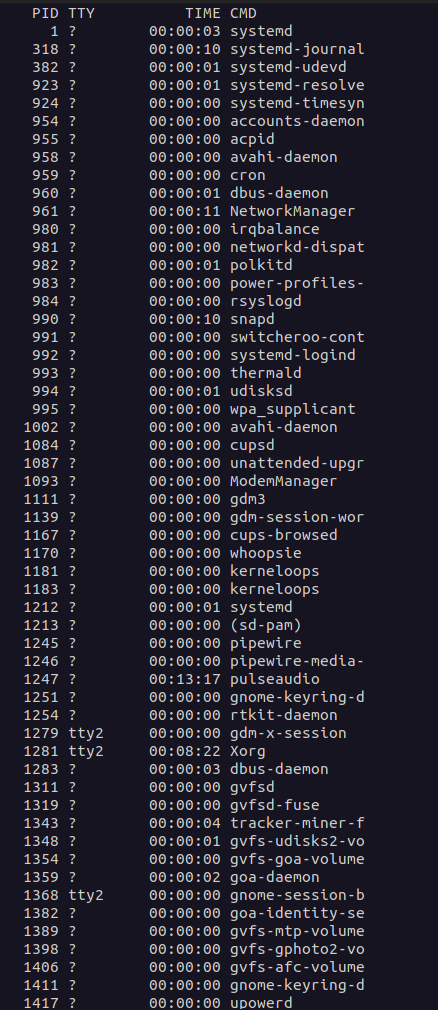 PID TTY TIME CMD
1 ? 00:00:03 systemd
318 ? 00:00:10 systemd-journal
382 ? 00:00:01 systemd-udevd
923 ? 00:00:01 systemd-resolve
924 ? 00:00:00 systemd-timesyn
954 ? 00:00:00 accounts-daemon
955 ? 00:00:00 acpid
958 ? 00:00:00 avahi-daemon
959 ? 00:00:00 cron
960 ? 00:00:01 dbus-daemon
961 ? 00:00:11 NetworkManager
980 ? 00:00:00 irqbalance
981 ? 00:00:00 networkd-dispat
982 ? 00:00:01 polkitd
983 ? 00:00:00 power-profiles-
984 ? 00:00:00 rsyslogd
990 ? 00:00:10 snapd
991 ? 00:00:00 switcheroo-cont
992 ? 00:00:00 systemd-logind
993 ? 00:00:00 thermald
994 ? 00:00:01 udisksd
995 ? 00:00:00 wpa_supplicant
1002 ? 00:00:00 avahi-daemon
1084 ? 00:00:00 cupsd
1087 ? 00:00:00 unattended-upgr
1093 ? 00:00:00 ModemManager
1111 ? 00:00:00 gdm3
1139 ? 00:00:00 gdm-session-wor
1167 ? 00:00:00 cups-browsed
1170 ? 00:00:00 whoopsie
1181 ? 00:00:00 kerneloops
1183 ? 00:00:00 kerneloops
1212 ? 00:00:01 systemd
1213 ? 00:00:00 (sd-pam)
1245 ? 00:00:00 pipewire
1246 ? 00:00:00 pipewire-media-
1247 ? 00:13:17 pulseaudio
1251 ? 00:00:00 gnome-keyring-d
1254 ? 00:00:00 rtkit-daemon
1279 tty2 00:00:00 gdm-x-session
1281 tty2 00:08:22 Xorg
1283 ? 00:00:03 dbus-daemon
1311 ? 00:00:00 gvfsd
1319 ? 00:00:00 gvfsd-fuse
1343 ? 00:00:04 tracker-miner-f
1348 ? 00:00:01 gvfs-udisks2-vo
1354 ? 00:00:00 gvfs-goa-volume
1359 ? 00:00:02 goa-daemon
1368 tty2 00:00:00 gnome-session-b
1382 ? 00:00:00 goa-identity-se
1389 ? 00:00:00 gvfs-mtp-volume
1398 ? 00:00:00 gvfs-gphoto2-vo
1406 ? 00:00:00 gvfs-afc-volume
1411 ? 00:00:00 gnome-keyring-d
1417 ? 00:00:00 upowerd